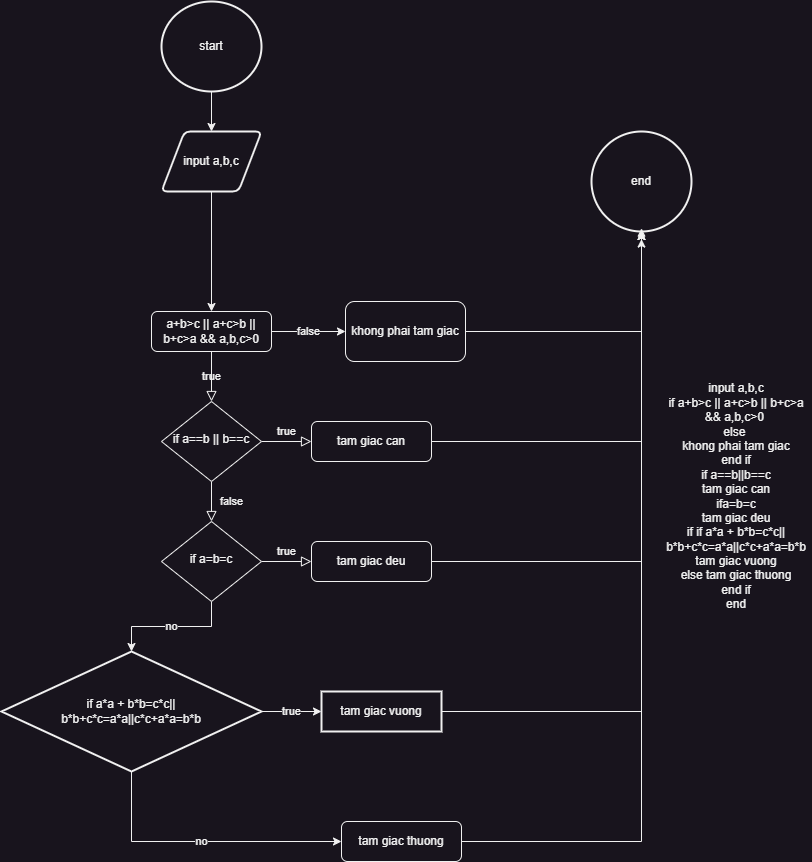 start
input a,b,c
end
a+b>c || a+c>b ||
b+c>a && a,b,c>0
false
khong phai tam giac
true
if a==b || b==c
true
tam giac can
false
if a=b=c
true
tam giac deu
no
if a*a + b*b=c*c||
b*b+c*c=a*a||c*c+a*a=b*b
true
tam giac vuong
no
tam giac thuong
input a,b,c
if a+b>c || a+c>b || b+c>a
&& a,b,c>0
else
khong phai tam giac
end if
if a==b||b==c
tam giac can
ifa=b=c
tam giac deu
if if a*a + b*b=c*c||
b*b+c*c=a*a||c*c+a*a=b*b
tam giac vuong
else tam giac thuong
end if
end